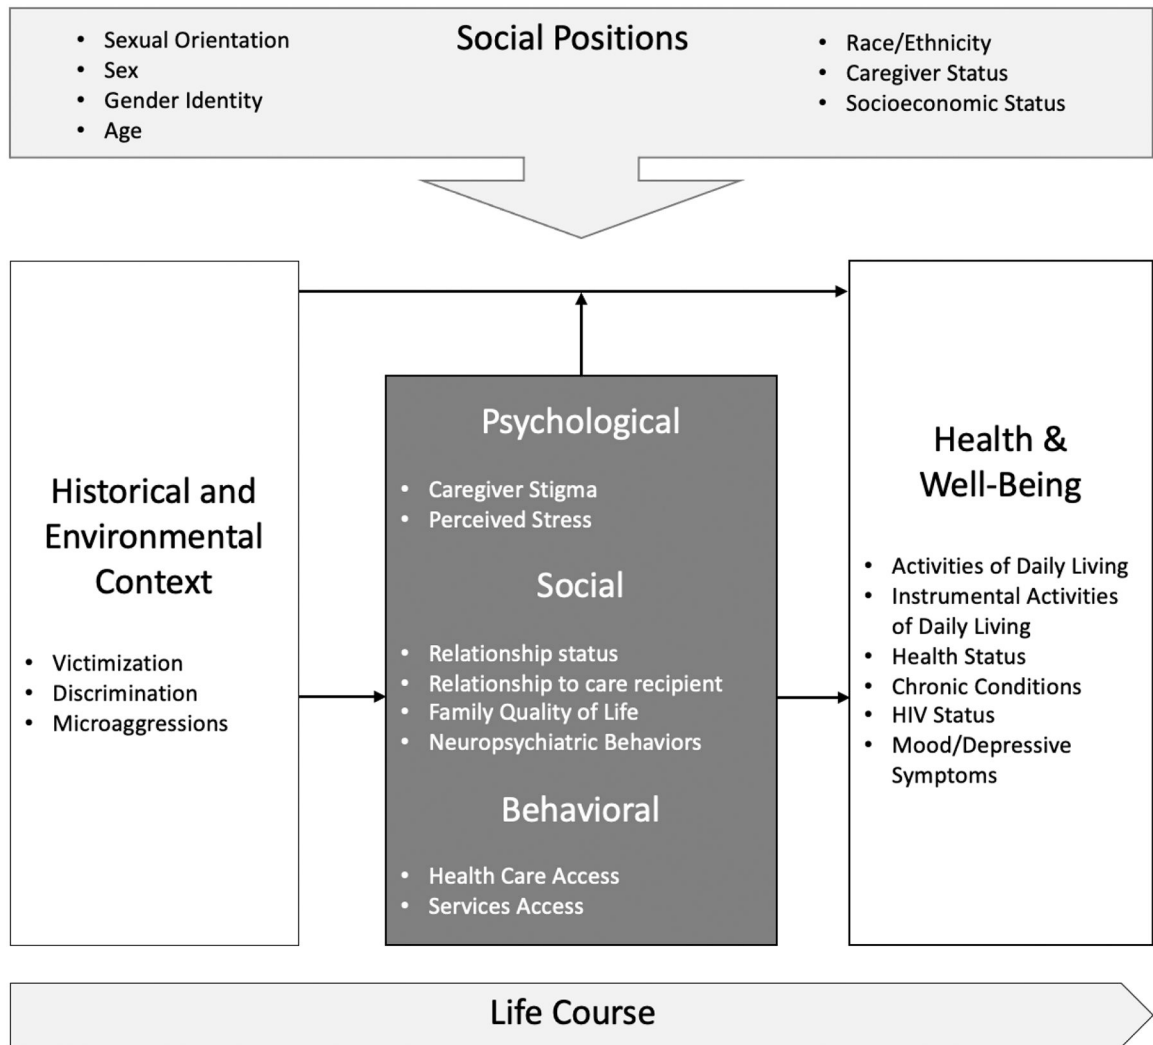 Social Positions
• Sexual Orientation
• Sex
• Gender Identity
• Age
• Race/Ethnicity
• Caregiver Status
• Socioeconomic Status
Historical and
Environmental
Context
• Victimization
• Discrimination
• Microaggressions
Psychological
• Caregiver Stigma
• Perceived Stress
Social
• Relationship status
• Relationship to care recipient
• Family Quality of Life
• Neuropsychiatric Behaviors
Behavioral
• Health Care Access
• Services Access
Health &
Well-Being
• Activities of Daily Living
• Instrumental Activities
of Daily Living
• Health Status
• Chronic Conditions
• HIV Status
• Mood/Depressive
Symptoms
Life Course